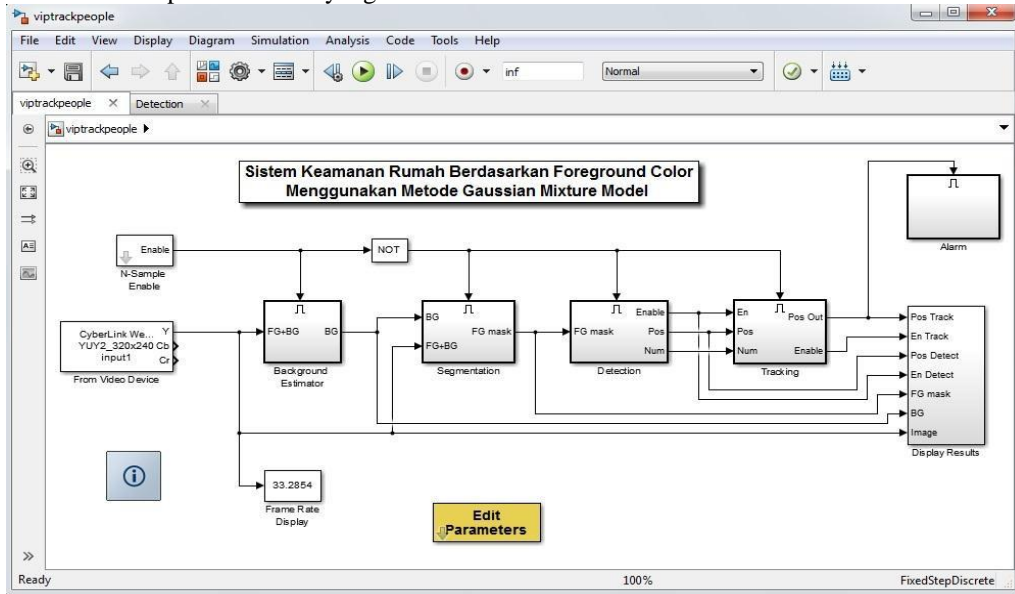 viptrackpeople
File Edit View Display Diagram Simulation Analysis Code Tools Help
inf
Normal
viptrackpeople
Detection
viptrackpeople
Sistem Keamanan Rumah Berdasarkan Foreground Color
Menggunakan Metode Gaussian Mixture Model
Alarm
Enable
N-Sample
Enable
NOT
CyberLink We...
YUY2_320x240
input1
Y
Cb
Cr
From Video Device
FG+BG
BG
Background
Estimator
BG
FG+BG
FG mask
Segmentation
FG mask
Enable
Pos
Num
Detection
En
Pos
Num
Pos Out
Enable
Tracking
Pos Track
En Track
Pos Detect
En Detect
FG mask
BG
Image
Display Results
33.2854
Frame Rate
Display
Edit
Parameters
Ready
100%
FixedStepDiscrete